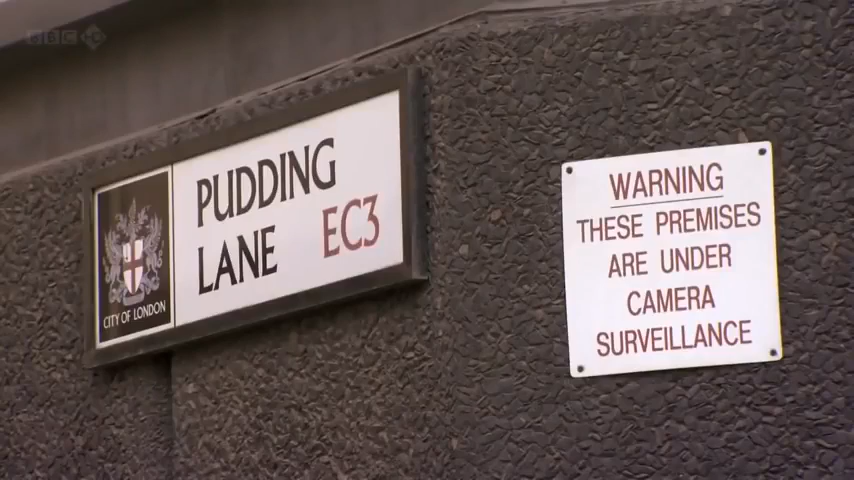 BBC HD
PUDDING
LANE EC3
CITY OF LONDON
WARNING
THESE PREMISES
ARE UNDER
CAMERA
SURVEILLANCE